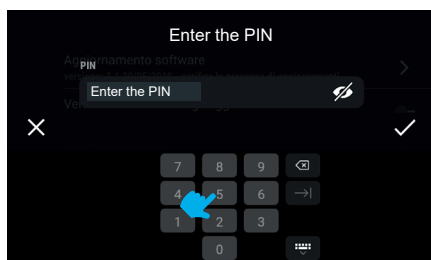 Enter the PIN
Aggiornamento software
PIN
Enter the PIN
7 8 9
4 5 6
1 2 3
0